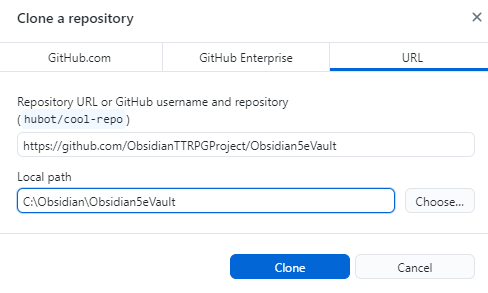 Clone a repository
GitHub.com
GitHub Enterprise
URL
Repository URL or GitHub username and repository
(hubot/cool-repo)
https://github.com/ObsidianTTRPGProject/Obsidian5eVault
Local path
C:\Obsidian\Obsidian5eVault
Choose...
Clone
Cancel